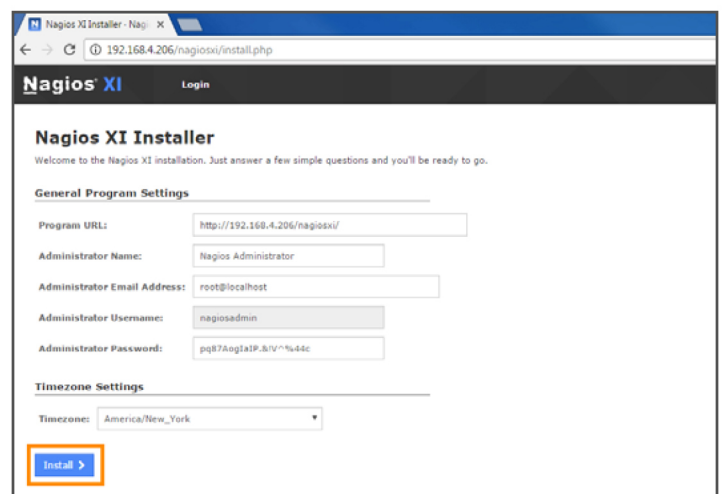 Nagios XI Installer - Nagi
192.168.4.206/nagiosxi/install.php
Nagios XI
Login
Nagios XI Installer
Welcome to the Nagios XI installation. Just answer a few simple questions and you'll be ready to go.
General Program Settings
Program URL: http://192.168.4.206/nagiosxi/
Administrator Name: Nagios Administrator
Administrator Email Address: root@localhost
Administrator Username: nagiosadmin
Administrator Password:
Timezone Settings
Timezone: America/New_York
Install